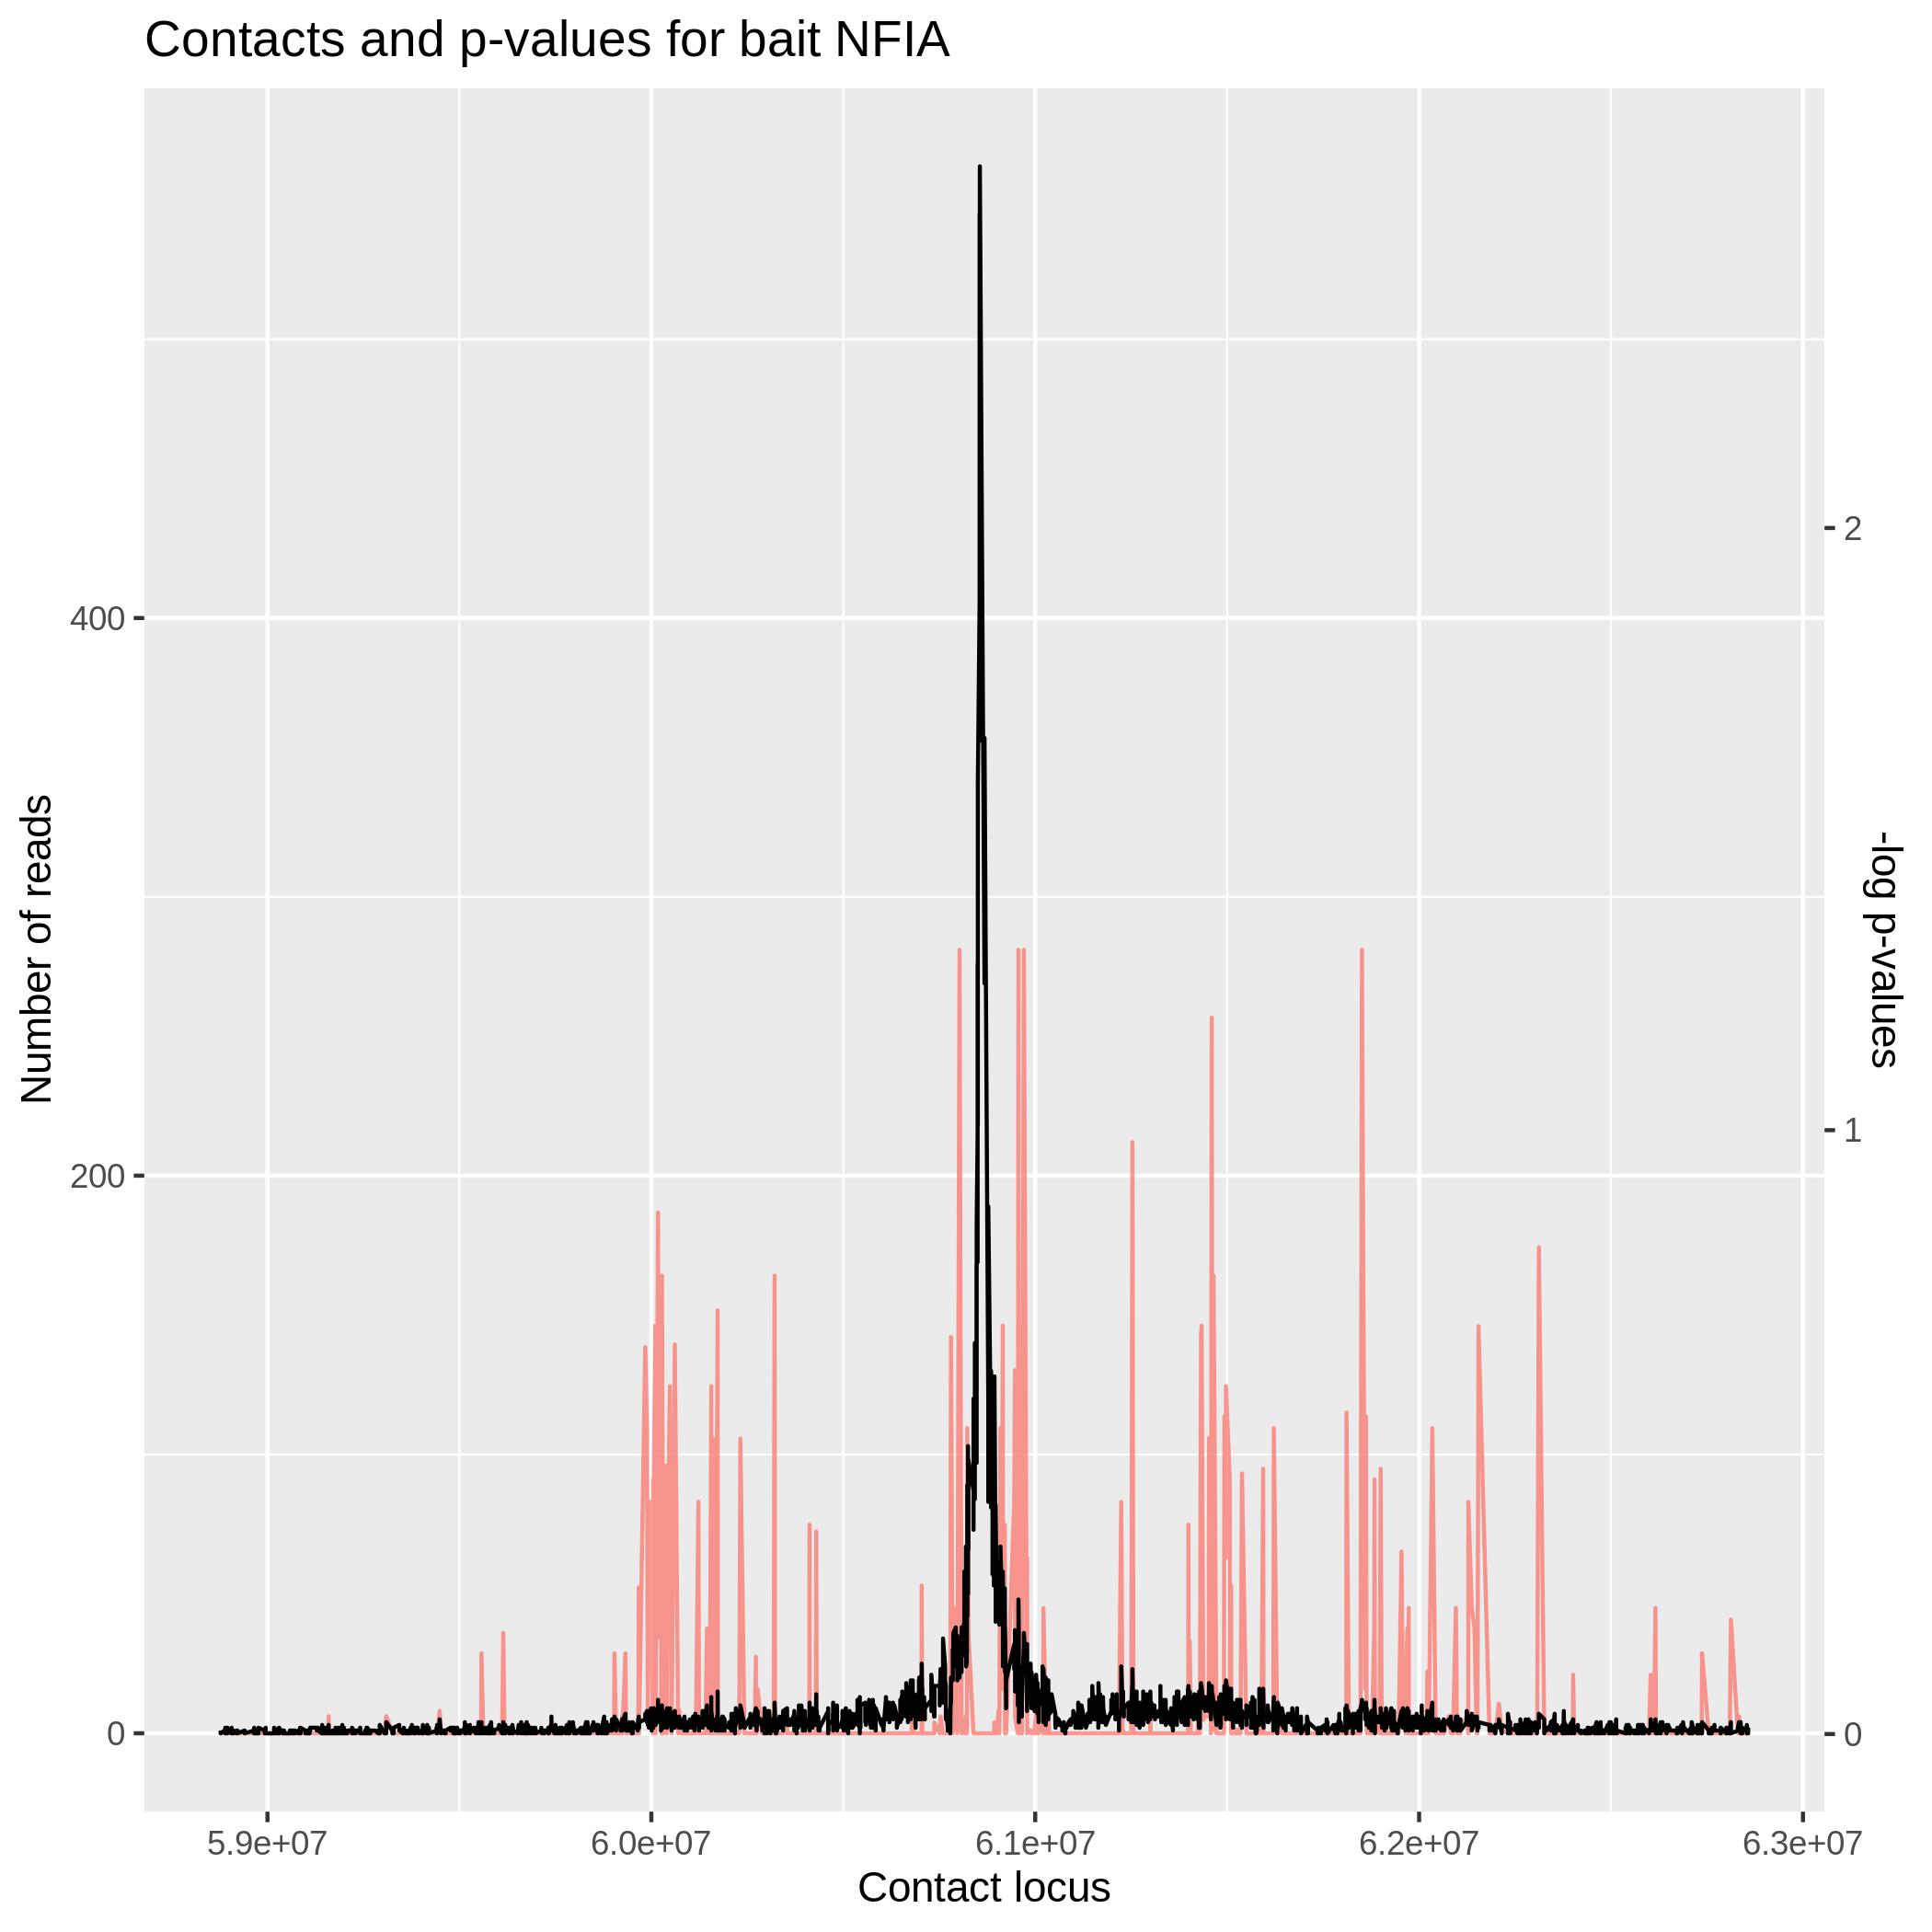 Contacts and p-values for bait NFIA
Number of reads
400
200
0
2
1
0
-log p-values
5.9e+07
6.0e+07
6.1e+07
6.2e+07
6.3e+07
Contact locus